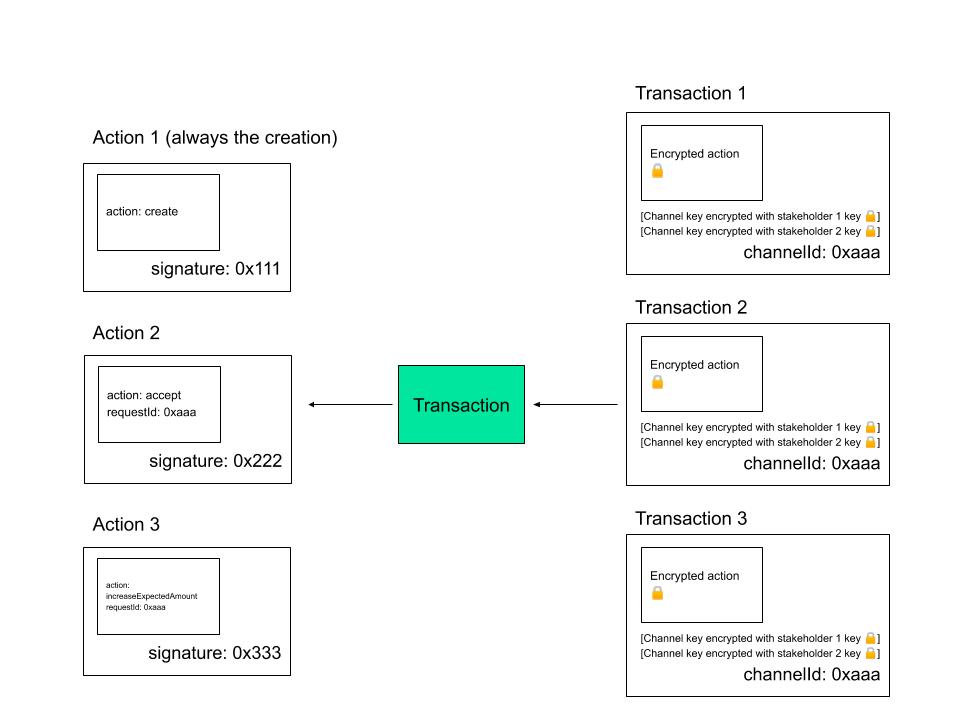 Action 1 (always the creation)
action: create
signature: 0x111
Action 2
action: accept
requestId: 0xaaa
signature: 0x222
Action 3
action:
increaseExpectedAmount
requestId: 0xaaa
signature: 0x333
Transaction
Transaction 1
Encrypted action
🔒
[Channel key encrypted with stakeholder 1 key 🔒]
[Channel key encrypted with stakeholder 2 key 🔒]
channelId: 0xaaa
Transaction 2
Encrypted action
🔒
[Channel key encrypted with stakeholder 1 key 🔒]
[Channel key encrypted with stakeholder 2 key 🔒]
channelId: 0xaaa
Transaction 3
Encrypted action
🔒
[Channel key encrypted with stakeholder 1 key 🔒]
[Channel key encrypted with stakeholder 2 key 🔒]
channelId: 0xaaa